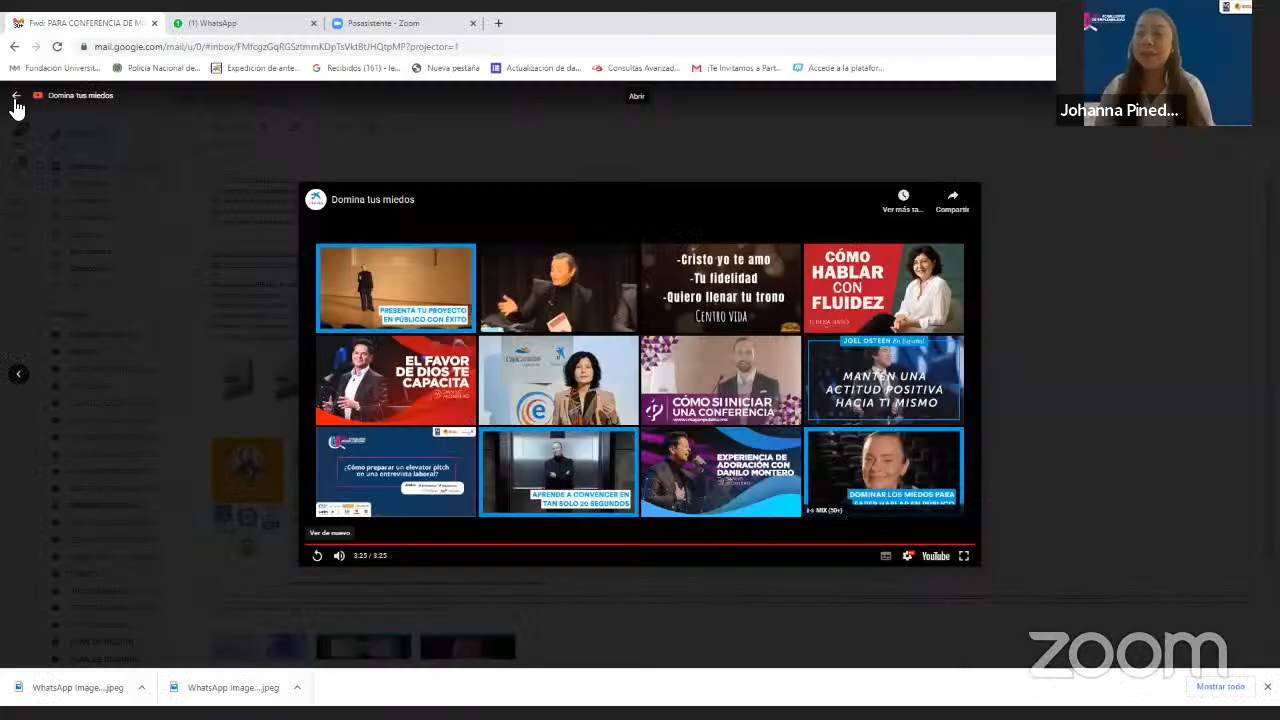 Fwd: PARA CONFERENCIA DE M
(1) WhatsApp
Posasistente - Zoom
mail.google.com/mail/u/0/#inbox/FMfcgzGqRGSztmmKDpTsVktBtJHQtpMP?projector=1
Fundación Universit...
Policía Nacional de...
Expedición de ante...
Recibidos (161) - le...
Nueva pestaña
Actualización de da...
Consultas Avanzad...
¡Te Invitamos a Part...
Accede a la platafor...
Domina tus miedos
Abrir
Johanna Pined...
Domina tus miedos
Ver más ta...
Compartir
PRESENTA TU PROYECTO
EN PÚBLICO CON ÉXITO
-Cristo yo te amo
-Tu fidelidad
-Quiero llenar tu trono
CENTRO VIDA
CÓMO
HABLAR
CON
FLUIDEZ
EL FAVOR
DE DIOS TE
CAPACITA
DANILO MONTERO
CÓMO SI INICIAR
UNA CONFERENCIA
JOEL OSTEEN En Español
MANTÉN UNA
ACTITUD POSITIVA
HACIA TI MISMO
¿Cómo preparar un elevator pitch
en una entrevista laboral?
APRENDE A CONVENCER EN
TAN SOLO 20 SEGUNDOS
EXPERIENCIA DE
ADORACIÓN CON
DANILO MONTERO
DOMINAR LOS MIEDOS PARA
SABER HABLAR EN PÚBLICO
MIX (50+)
Ver de nuevo
3:25 / 3:25
YouTube
zoom
WhatsApp Image....jpeg
WhatsApp Image....jpeg
Mostrar todo